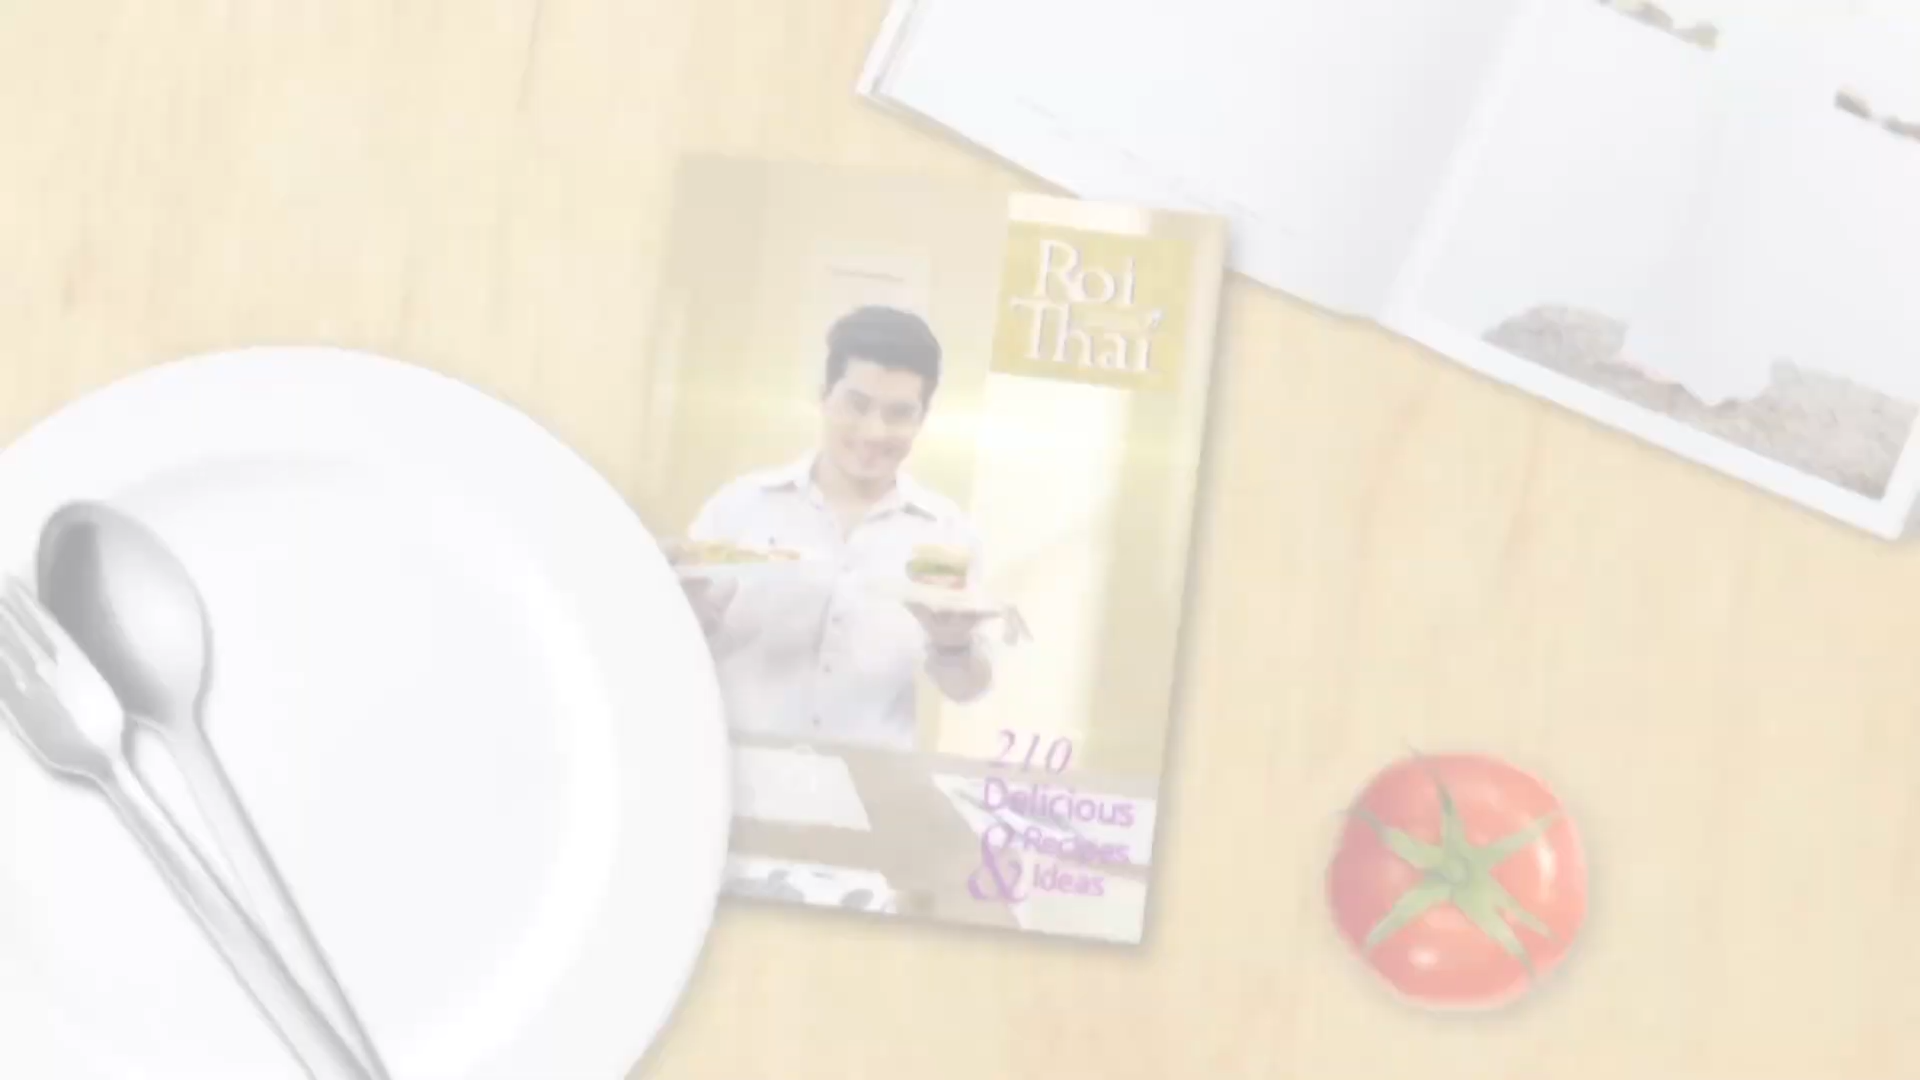 Roi
Thai
210
Delicious
& Recipes
Ideas